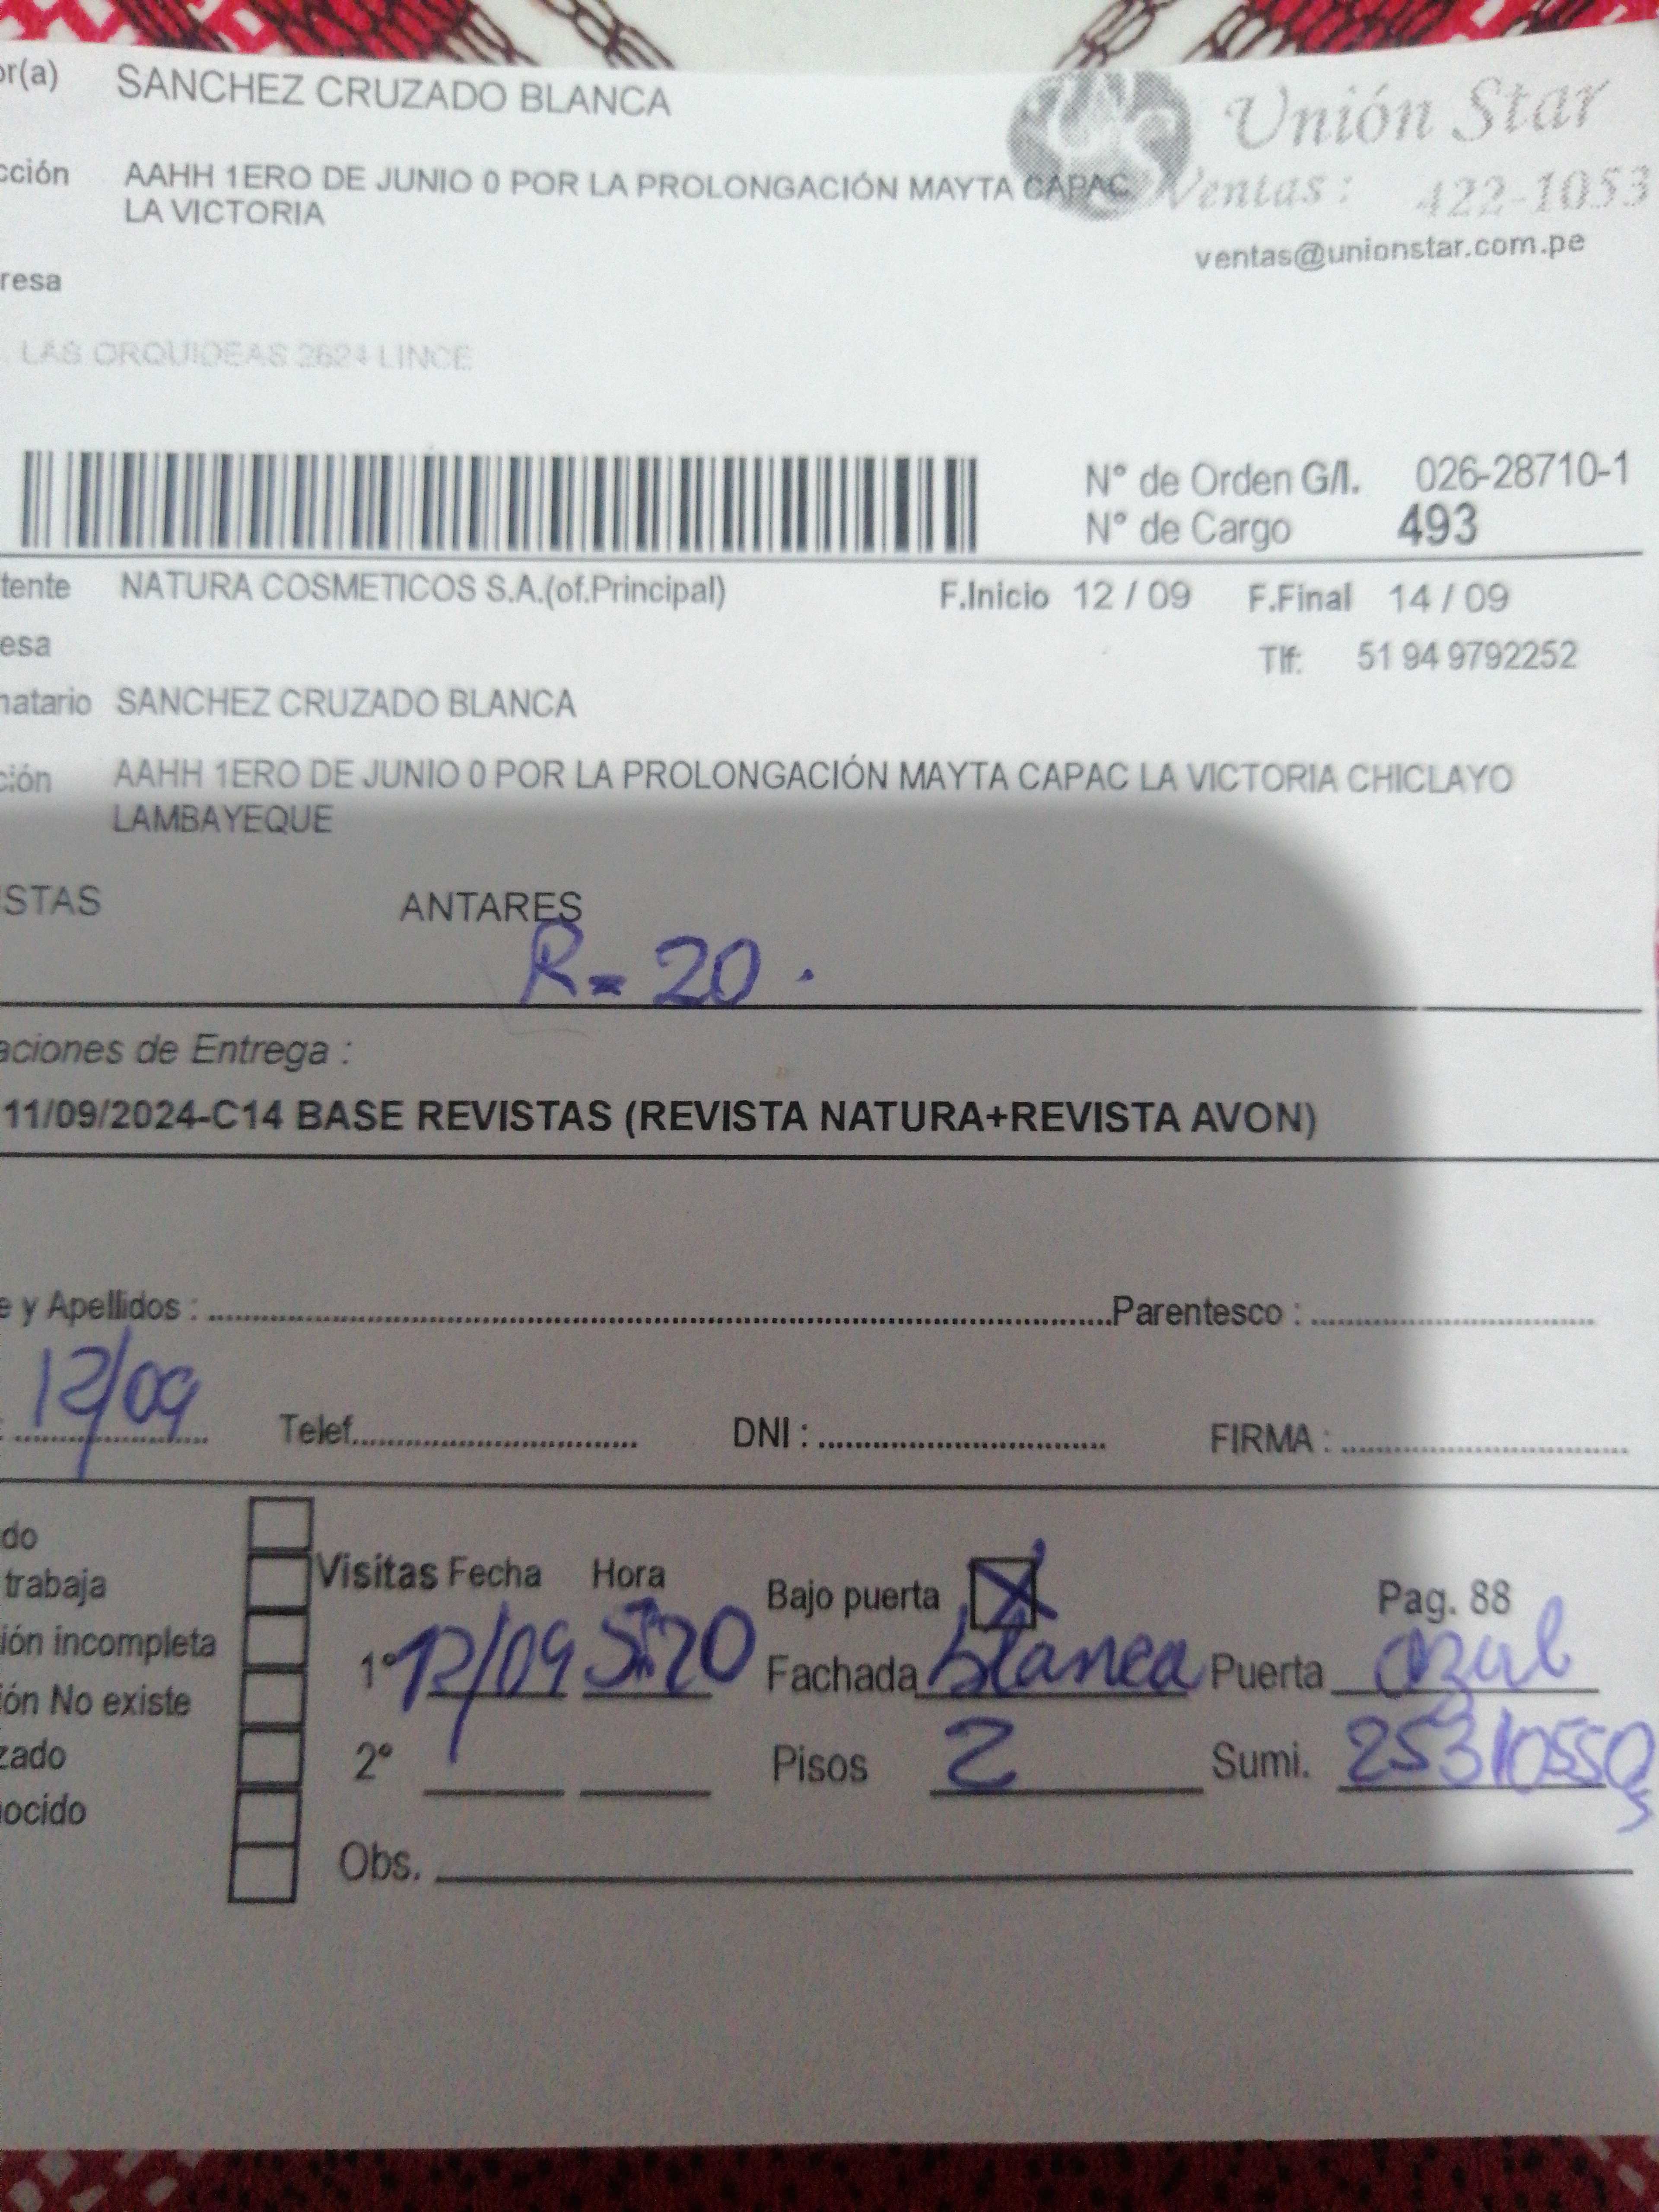 or(a) SANCHEZ CRUZADO BLANCA
Unión Star
cción AAHH 1ERO DE JUNIO 0 POR LA PROLONGACIÓN MAYTA CAPAC
LA VICTORIA
Ventas: 422-1053
ventas@unionstar.com.pe
resa
LAS ORQUIDEAS 2624 LINCE
N° de Orden G/I. 026-28710-1
N° de Cargo 493
tente NATURA COSMETICOS S.A.(of.Principal) F.Inicio 12 / 09 F.Final 14 / 09
esa
Tlf: 51 94 9792252
natario SANCHEZ CRUZADO BLANCA
ción AAHH 1ERO DE JUNIO 0 POR LA PROLONGACIÓN MAYTA CAPAC LA VICTORIA CHICLAYO
LAMBAYEQUE
ISTAS ANTARES
R= 20.
aciones de Entrega :
11/09/2024-C14 BASE REVISTAS (REVISTA NATURA+REVISTA AVON)
e y Apellidos : Parentesco :
12/09 Telef. DNI : FIRMA :
do
trabaja
Visitas Fecha Hora Bajo puerta X Pag. 88
ión incompleta
1° 12/09 5:20 Fachada blanca Puerta azul
ión No existe
zado
2° Pisos 2 Sumi.
ocido
Obs.